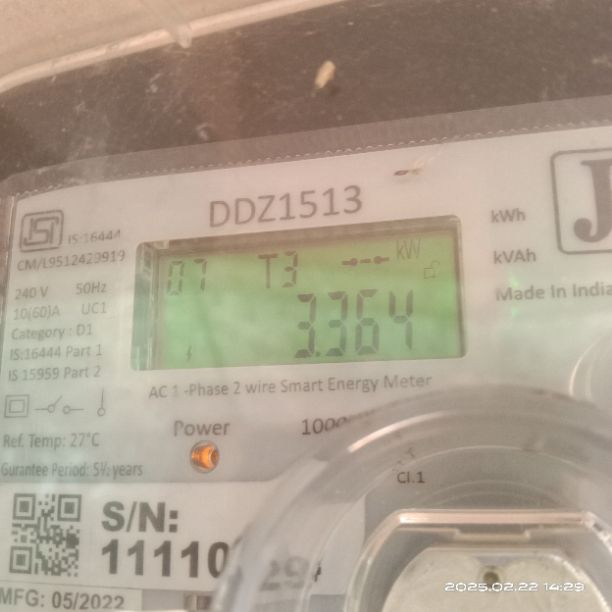 DDZ1513
ISI IS:16444
CM/L9512429919
240 V 50Hz
10(60)A UC1
Category : D1
IS:16444 Part 1
IS 15959 Part 2
07 T3 kW
3.364
kWh
kVAh
Made in India
J
AC 1 -Phase 2 wire Smart Energy Meter
Ref. Temp: 27°C
Power
Gurantee Period: 5½ years
Cl.1
S/N:
11110
MFG: 05/2022
2025.02.22 14:29